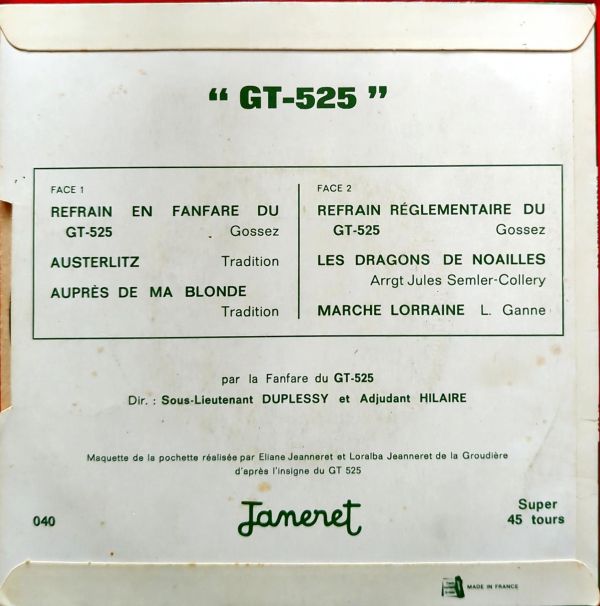 " GT-525 "
FACE 1
REFRAIN EN FANFARE DU
GT-525 Gossez
AUSTERLITZ Tradition
AUPRÈS DE MA BLONDE
Tradition
FACE 2
REFRAIN RÉGLEMENTAIRE DU
GT-525 Gossez
LES DRAGONS DE NOAILLES
Arrgt Jules Semler-Collery
MARCHE LORRAINE L. Ganne
par la Fanfare du GT-525
Dir. : Sous-Lieutenant DUPLESSY et Adjudant HILAIRE
Maquette de la pochette réalisée par Eliane Jeanneret et Loralba Jeanneret de la Groudière
d'après l'insigne du GT 525
040
Janeret
Super
45 tours
MADE IN FRANCE